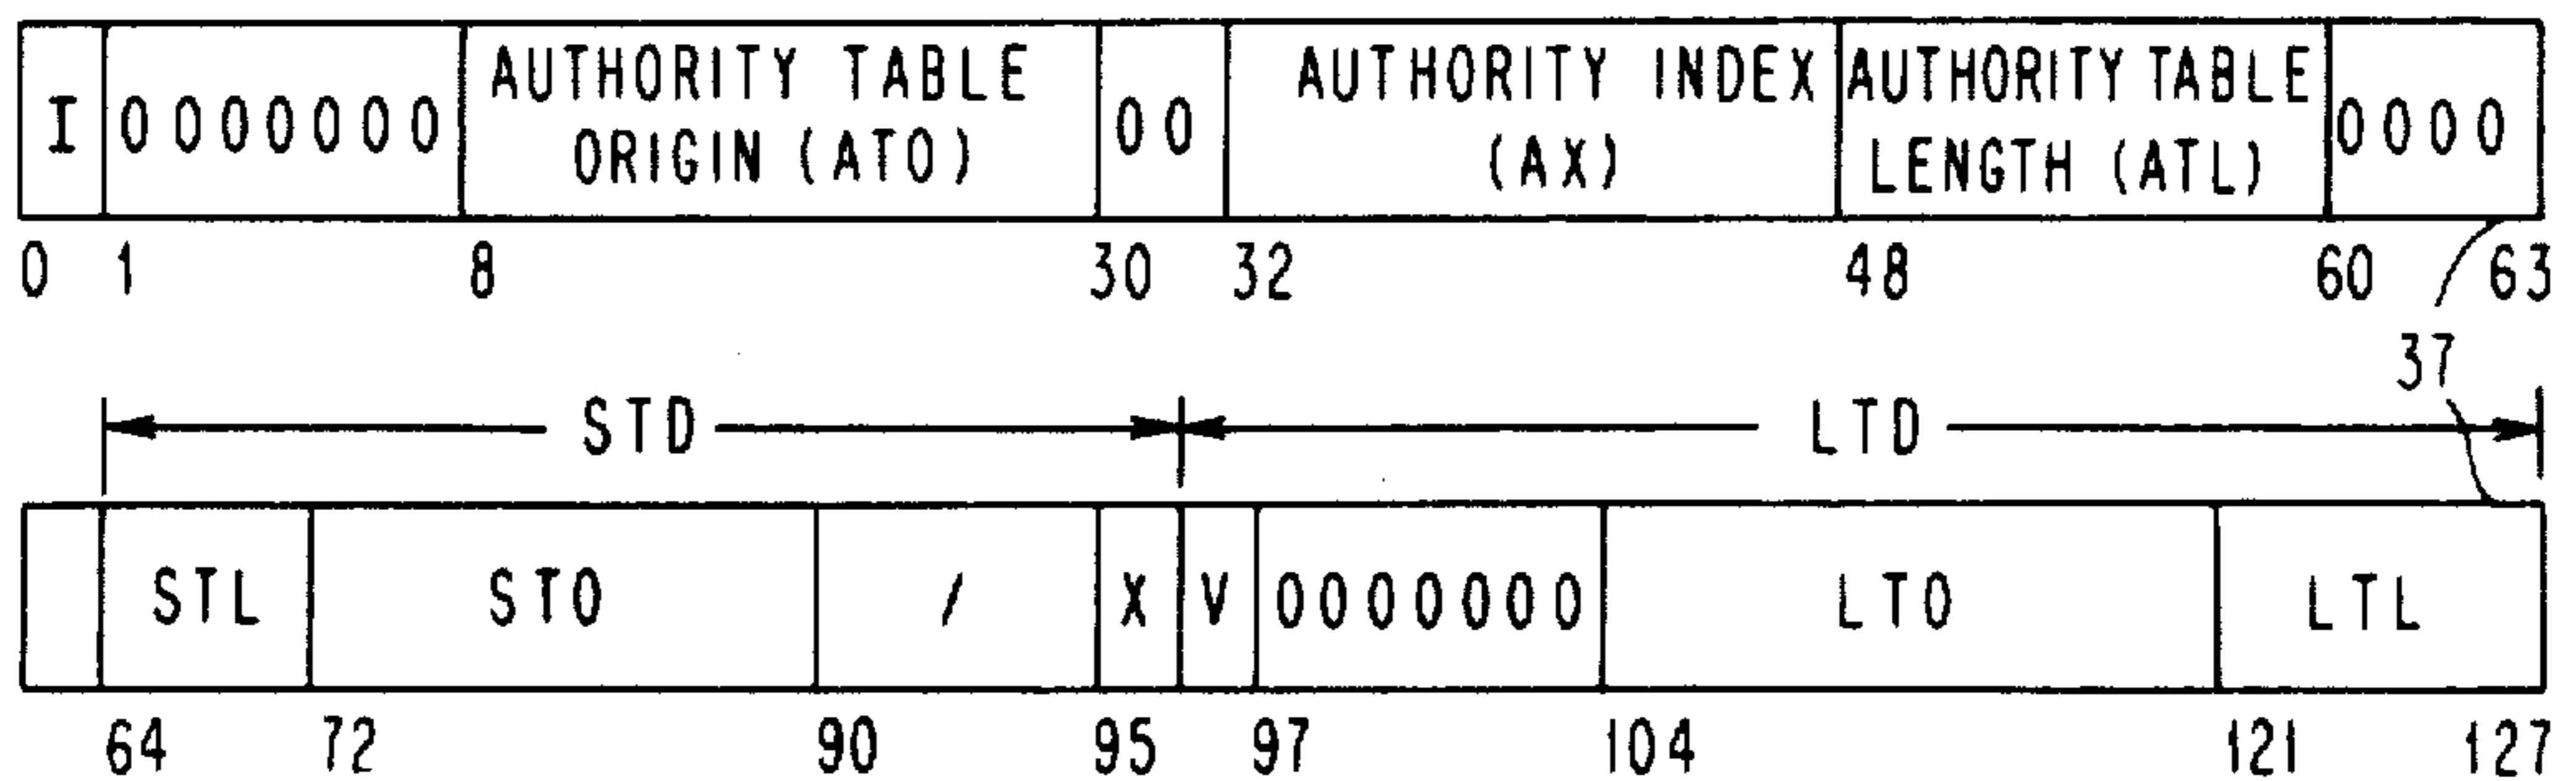 I 0000000 AUTHORITY TABLE ORIGIN (ATO) 00 AUTHORITY INDEX (AX) AUTHORITY TABLE LENGTH (ATL) 0000
0 1 8 30 32 48 60 63
37
STD LTD
STL STO / X V 0000000 LTO LTL
64 72 90 95 97 104 121 127